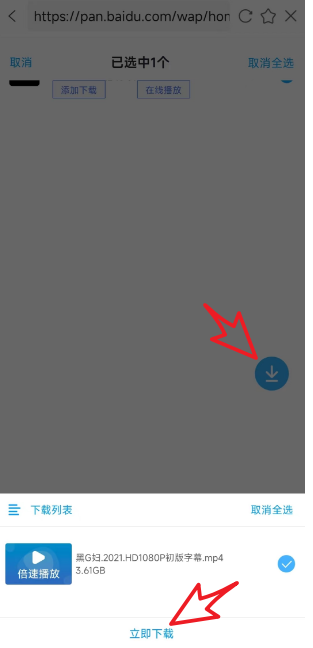 https://pan.baidu.com/wap/hom
取消 已选中1个 取消全选
添加下载 在线播放
下载列表 取消全选
黑G妇.2021.HD1080P初版字幕.mp4
倍速播放 3.61GB
立即下载